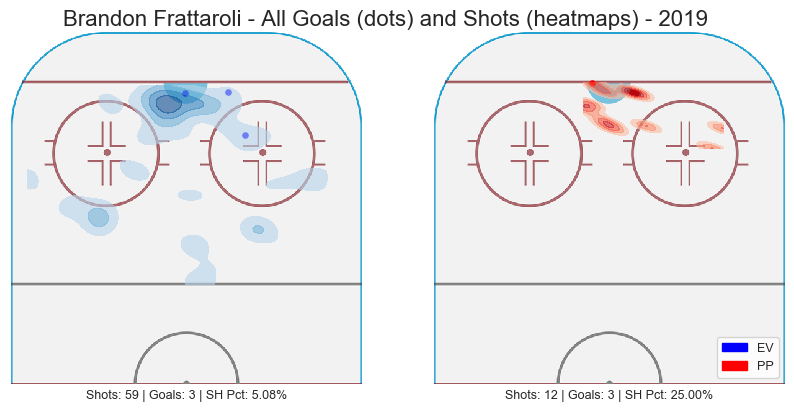 Brandon Frattaroli - All Goals (dots) and Shots (heatmaps) - 2019
EV
PP
Shots: 59 | Goals: 3 | SH Pct: 5.08%
Shots: 12 | Goals: 3 | SH Pct: 25.00%